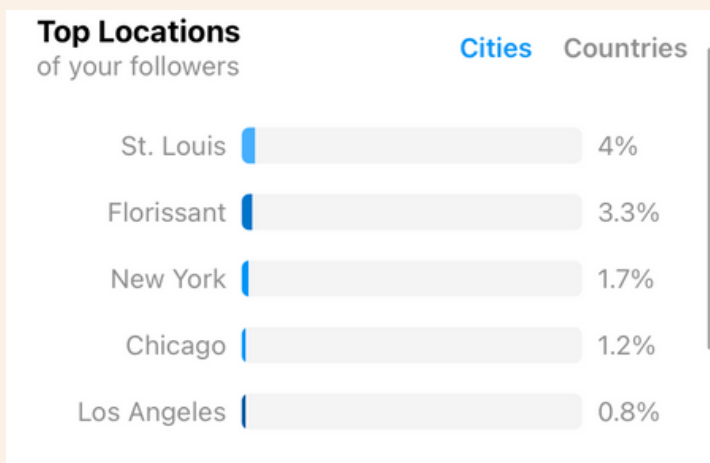 Top Locations
of your followers
Cities Countries
St. Louis 4%
Florissant 3.3%
New York 1.7%
Chicago 1.2%
Los Angeles 0.8%